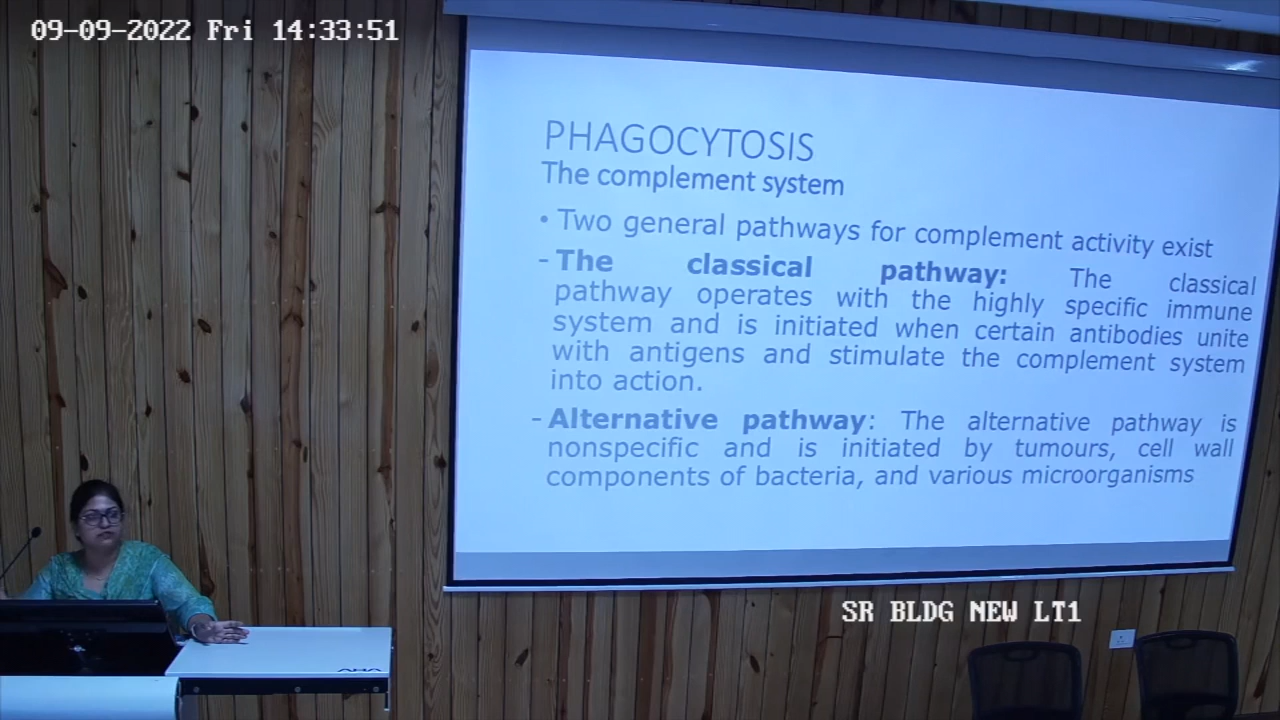 09-09-2022 Fri 14:33:51
PHAGOCYTOSIS
The complement system
• Two general pathways for complement activity exist
- The classical pathway: The classical
pathway operates with the highly specific immune
system and is initiated when certain antibodies unite
with antigens and stimulate the complement system
into action.
- Alternative pathway: The alternative pathway is
nonspecific and is initiated by tumours, cell wall
components of bacteria, and various microorganisms
SR BLDG NEW LT1
AHA